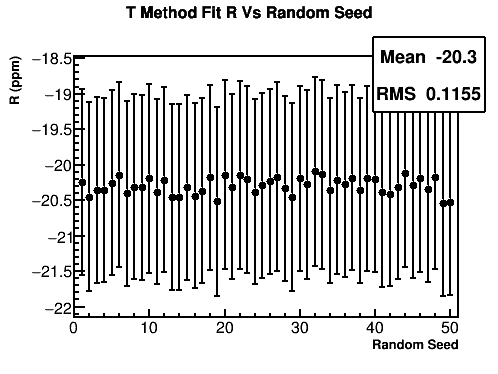 T Method Fit R Vs Random Seed
Mean -20.3
RMS 0.1155
R (ppm)
−18.5
−19
−19.5
−20
−20.5
−21
−21.5
−22
0 10 20 30 40 50
Random Seed